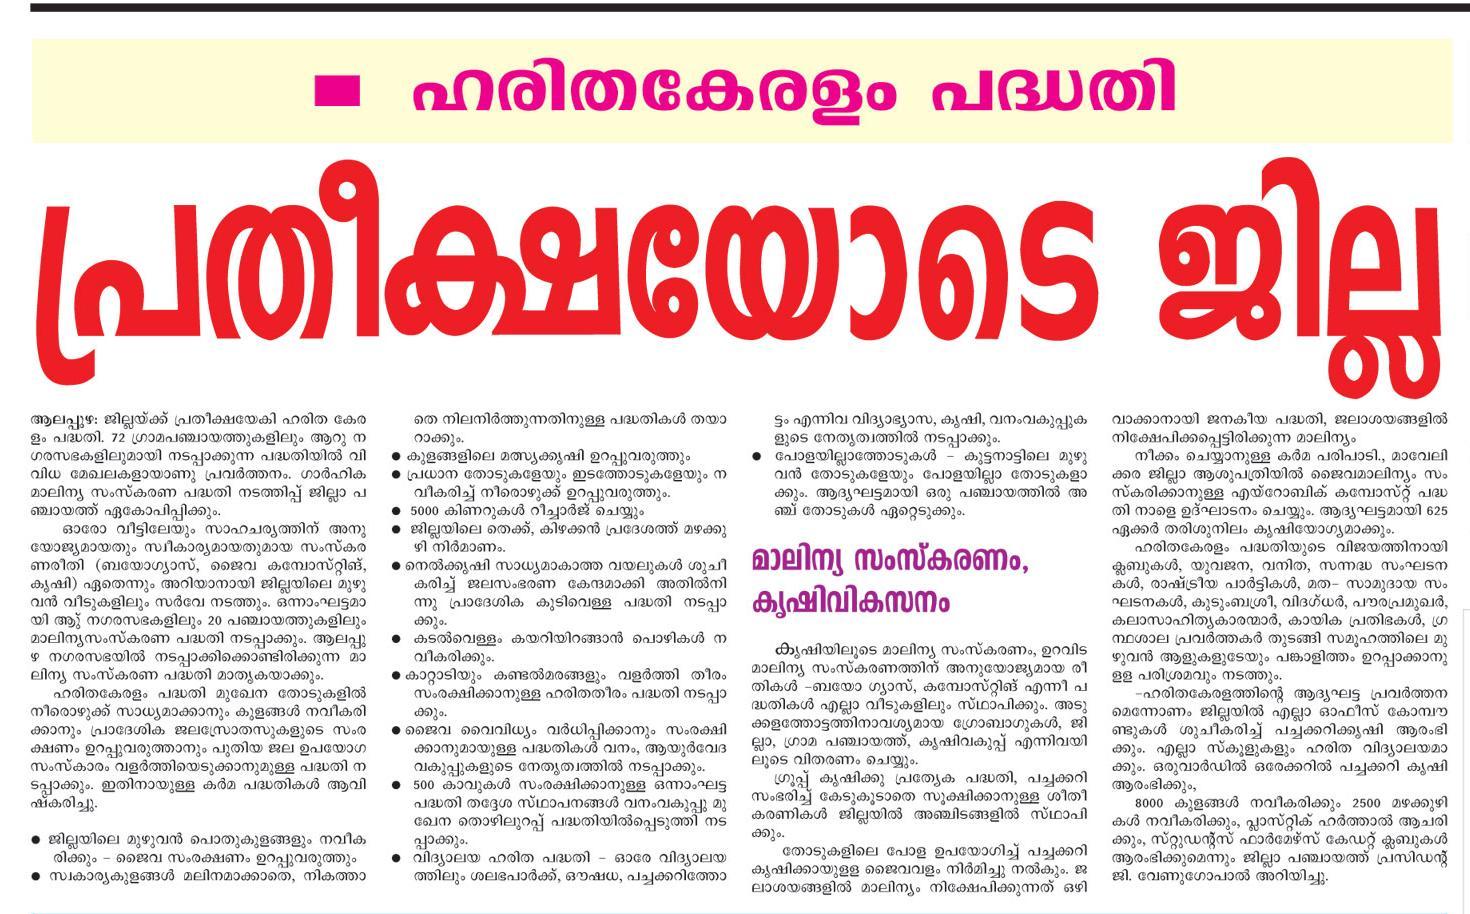 ■ ഹരിതകേരളം പദ്ധതി
പ്രതീക്ഷയോടെ ജില്ല
ആലപ്പുഴ: ജില്ലയ്ക്ക് പ്രതീക്ഷയേകി ഹരിത കേര
ളം പദ്ധതി. 72 ഗ്രാമപഞ്ചായത്തുകളിലും ആറു ന
ഗരസഭകളിലുമായി നടപ്പാക്കുന്ന പദ്ധതിയിൽ വി
വിധ മേഖലകളായാണു പ്രവർത്തനം. ഗാർഹിക
മാലിന്യ സംസ്കരണ പദ്ധതി നടത്തിപ്പ് ജില്ലാ പ
ഞ്ചായത്ത് ഏകോപിപ്പിക്കും.
ഓരോ വീട്ടിലേയും സാഹചര്യത്തിന് അനു
യോജ്യമായതും സ്വീകാര്യമായതുമായ സംസ്കര
ണരീതി (ബയോഗ്യാസ്, ജൈവ കമ്പോസ്റ്റിങ്,
കൃഷി) ഏതെന്നും അറിയാനായി ജില്ലയിലെ മുഴു
വൻ വീടുകളിലും സർവേ നടത്തും. ഒന്നാംഘട്ടമാ
യി ആറു് നഗരസഭകളിലും 20 പഞ്ചായത്തുകളിലും
മാലിന്യസംസ്കരണ പദ്ധതി നടപ്പാക്കും. ആലപ്പു
ഴ നഗരസഭയിൽ നടപ്പാക്കിക്കൊണ്ടിരിക്കുന്ന മാ
ലിന്യ സംസ്കരണ പദ്ധതി മാതൃകയാക്കും.
ഹരിതകേരളം പദ്ധതി മുഖേന തോടുകളിൽ
നീരൊഴുക്ക് സാധ്യമാക്കാനും കുളങ്ങൾ നവീകരി
ക്കാനും പ്രാദേശിക ജലസ്രോതസുകളുടെ സംര
ക്ഷണം ഉറപ്പുവരുത്താനും പുതിയ ജല ഉപയോഗ
സംസ്കാരം വളർത്തിയെടുക്കാനുമുള്ള പദ്ധതി ന
ടപ്പാക്കും. ഇതിനായുള്ള കർമ പദ്ധതികൾ ആവി
ഷ്കരിച്ചു.
● ജില്ലയിലെ മുഴുവൻ പൊതുകുളങ്ങളും നവീക
രിക്കും – ജൈവ സംരക്ഷണം ഉറപ്പുവരുത്തും
● സ്വകാര്യകുളങ്ങൾ മലിനമാക്കാതെ, നികത്താ
തെ നിലനിർത്തുന്നതിനുള്ള പദ്ധതികൾ തയാ
റാക്കും.
● കുളങ്ങളിലെ മത്സ്യക്കൃഷി ഉറപ്പുവരുത്തും
● പ്രധാന തോടുകളേയും ഇടത്തോടുകളേയും ന
വീകരിച്ച് നീരൊഴുക്ക് ഉറപ്പുവരുത്തും.
● 5000 കിണറുകൾ റീച്ചാർജ് ചെയ്യും
● ജില്ലയിലെ തെക്ക്, കിഴക്കൻ പ്രദേശത്ത് മഴക്കു
ഴി നിർമാണം.
● നെൽക്കൃഷി സാധ്യമാകാത്ത വയലുകൾ ശുചീ
കരിച്ച് ജലസംഭരണ കേന്ദ്രമാക്കി അതിൽനി
ന്നു പ്രാദേശിക കുടിവെള്ള പദ്ധതി നടപ്പാ
ക്കും.
● കടൽവെള്ളം കയറിയിറങ്ങാൻ പൊഴികൾ ന
വീകരിക്കും.
● കാറ്റാടിയും കണ്ടൽമരങ്ങളും വളർത്തി തീരം
സംരക്ഷിക്കാനുള്ള ഹരിതതീരം പദ്ധതി നടപ്പാ
ക്കും.
● ജൈവ വൈവിധ്യം വർധിപ്പിക്കാനും സംരക്ഷി
ക്കാനുമായുള്ള പദ്ധതികൾ വനം, ആയുർവേദ
വകുപ്പുകളുടെ നേതൃത്വത്തിൽ നടപ്പാക്കും.
● 500 കാവുകൾ സംരക്ഷിക്കാനുള്ള ഒന്നാംഘട്ട
പദ്ധതി തദ്ദേശ സ്ഥാപനങ്ങൾ വനംവകുപ്പു മു
ഖേന തൊഴിലുറപ്പ് പദ്ധതിയിൽപ്പെടുത്തി നട
പ്പാക്കും.
● വിദ്യാലയ ഹരിത പദ്ധതി – ഓരേ വിദ്യാലയ
ത്തിലും ശലഭപാർക്ക്, ഔഷധ, പച്ചക്കറിത്തോ
ട്ടം എന്നിവ വിദ്യാഭ്യാസ, കൃഷി, വനംവകുപ്പുക
ളുടെ നേതൃത്വത്തിൽ നടപ്പാക്കും.
● പോളയില്ലാത്തോടുകൾ – കുട്ടനാട്ടിലെ മുഴു
വൻ തോടുകളേയും പോളയില്ലാ തോടുകളാ
ക്കും. ആദ്യഘട്ടമായി ഒരു പഞ്ചായത്തിൽ അ
ഞ്ച് തോടുകൾ ഏറ്റെടുക്കും.
മാലിന്യ സംസ്കരണം,
കൃഷിവികസനം
കൃഷിയിലൂടെ മാലിന്യ സംസ്കരണം, ഉറവിട
മാലിന്യ സംസ്കരണത്തിന് അനുയോജ്യമായ രീ
തികൾ –ബയോ ഗ്യാസ്, കമ്പോസ്റ്റിങ് എന്നീ പ
ദ്ധതികൾ എല്ലാ വീടുകളിലും സ്ഥാപിക്കും. അടു
ക്കളത്തോട്ടത്തിനാവശ്യമായ ഗ്രോബാഗുകൾ, ജി
ല്ലാ, ഗ്രാമ പഞ്ചായത്ത്, കൃഷിവകുപ്പ് എന്നിവയി
ലൂടെ വിതരണം ചെയ്യും.
ഗ്രൂപ്പ് കൃഷിക്കു പ്രത്യേക പദ്ധതി, പച്ചക്കറി
സംഭരിച്ച് കേടുകൂടാതെ സൂക്ഷിക്കാനുള്ള ശീതീ
കരണികൾ ജില്ലയിൽ അഞ്ചിടങ്ങളിൽ സ്ഥാപി
ക്കും.
തോടുകളിലെ പോള ഉപയോഗിച്ച് പച്ചക്കറി
കൃഷിക്കായുള്ള ജൈവവളം നിർമിച്ചു നൽകും. ജ
ലാശയങ്ങളിൽ മാലിന്യം നിക്ഷേപിക്കുന്നത് ഒഴി
വാക്കാനായി ജനകീയ പദ്ധതി, ജലാശയങ്ങളിൽ
നിക്ഷേപിക്കപ്പെട്ടിരിക്കുന്ന മാലിന്യം
നീക്കം ചെയ്യാനുള്ള കർമ പരിപാടി., മാവേലി
ക്കര ജില്ലാ ആശുപത്രിയിൽ ജൈവമാലിന്യം സം
സ്കരിക്കാനുള്ള എയ്റോബിക് കമ്പോസ്റ്റ് പദ്ധ
തി നാളെ ഉദ്ഘാടനം ചെയ്യും. ആദ്യഘട്ടമായി 625
ഏക്കർ തരിശുനിലം കൃഷിയോഗ്യമാക്കും.
ഹരിതകേരളം പദ്ധതിയുടെ വിജയത്തിനായി
ക്ലബുകൾ, യുവജന, വനിത, സന്നദ്ധ സംഘടന
കൾ, രാഷ്ട്രീയ പാർട്ടികൾ, മത– സാമുദായ സം
ഘടനകൾ, കുടുംബശ്രീ, വിദഗ്ധർ, പൗരപ്രമുഖർ,
കലാസാഹിത്യകാരന്മാർ, കായിക പ്രതിഭകൾ, ഗ്ര
ന്ഥശാല പ്രവർത്തകർ തുടങ്ങി സമൂഹത്തിലെ മു
ഴുവൻ ആളുകളുടേയും പങ്കാളിത്തം ഉറപ്പാക്കാനു
ളള പരിശ്രമവും നടത്തും.
–ഹരിതകേരളത്തിന്റെ ആദ്യഘട്ട പ്രവർത്തന
മെന്നോണം ജില്ലയിൽ എല്ലാ ഓഫീസ് കോമ്പൗ
ണ്ടുകൾ ശുചീകരിച്ച് പച്ചക്കറിക്കൃഷി ആരംഭി
ക്കും. എല്ലാ സ്കൂളുകളും ഹരിത വിദ്യാലയമാ
ക്കും. ഒരുവാർഡിൽ ഒരേക്കറിൽ പച്ചക്കറി കൃഷി
ആരംഭിക്കും,
8000 കുളങ്ങൾ നവീകരിക്കും 2500 മഴക്കുഴി
കൾ നവീകരിക്കും, പ്ലാസ്റ്റിക് ഹർത്താൽ ആചരി
ക്കും, സ്റ്റുഡന്റ്സ് ഫാർമേഴ്സ് കേഡറ്റ് ക്ലബുകൾ
ആരംഭിക്കുമെന്നും ജില്ലാ പഞ്ചായത്ത് പ്രസിഡന്റ്
ജി. വേണുഗോപാൽ അറിയിച്ചു.